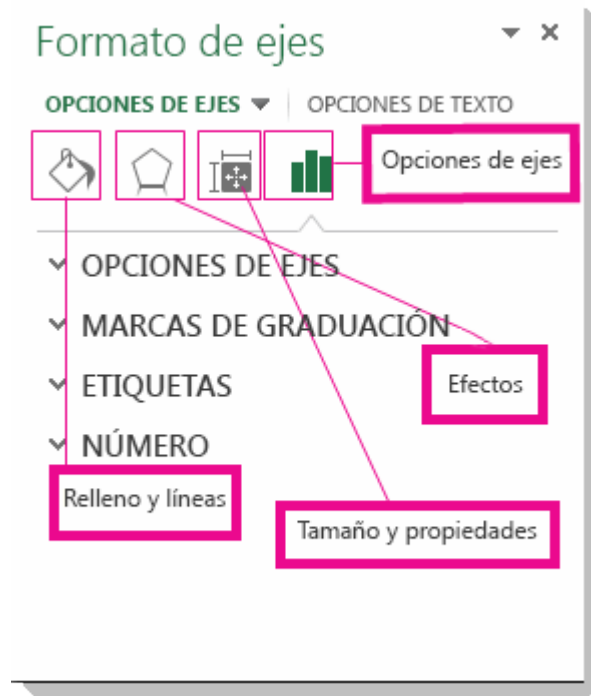 Formato de ejes
OPCIONES DE EJES OPCIONES DE TEXTO
Opciones de ejes
OPCIONES DE EJES
MARCAS DE GRADUACIÓN
ETIQUETAS
Efectos
NÚMERO
Relleno y líneas
Tamaño y propiedades